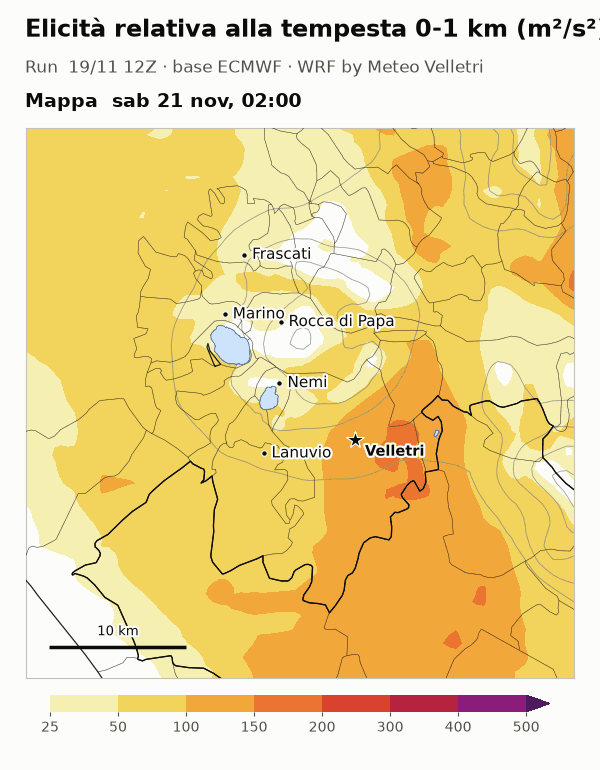 Elicità relativa alla tempesta 0-1 km (m²/s²)
Run  19/11 12Z · base ECMWF · WRF by Meteo Velletri
Mappa  sab 21 nov, 02:00
Frascati
Marino
Rocca di Papa
Nemi
Velletri
Lanuvio
10 km
25 50 100 150 200 300 400 500